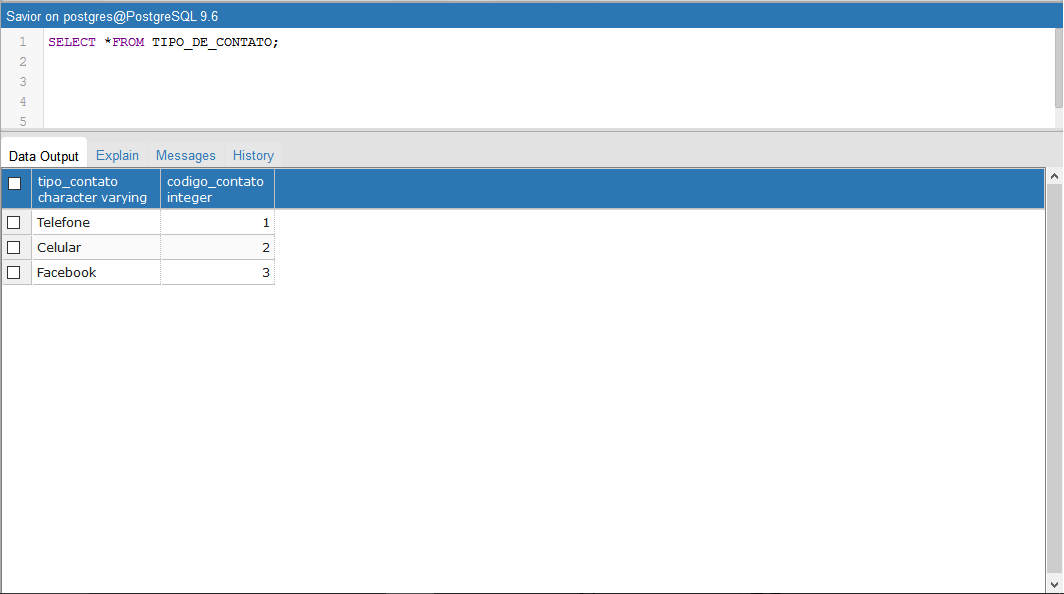 Savior on postgres@PostgreSQL 9.6
1 SELECT *FROM TIPO_DE_CONTATO;
2
3
4
5
Data Output Explain Messages History
tipo_contato codigo_contato
character varying integer
Telefone 1
Celular 2
Facebook 3